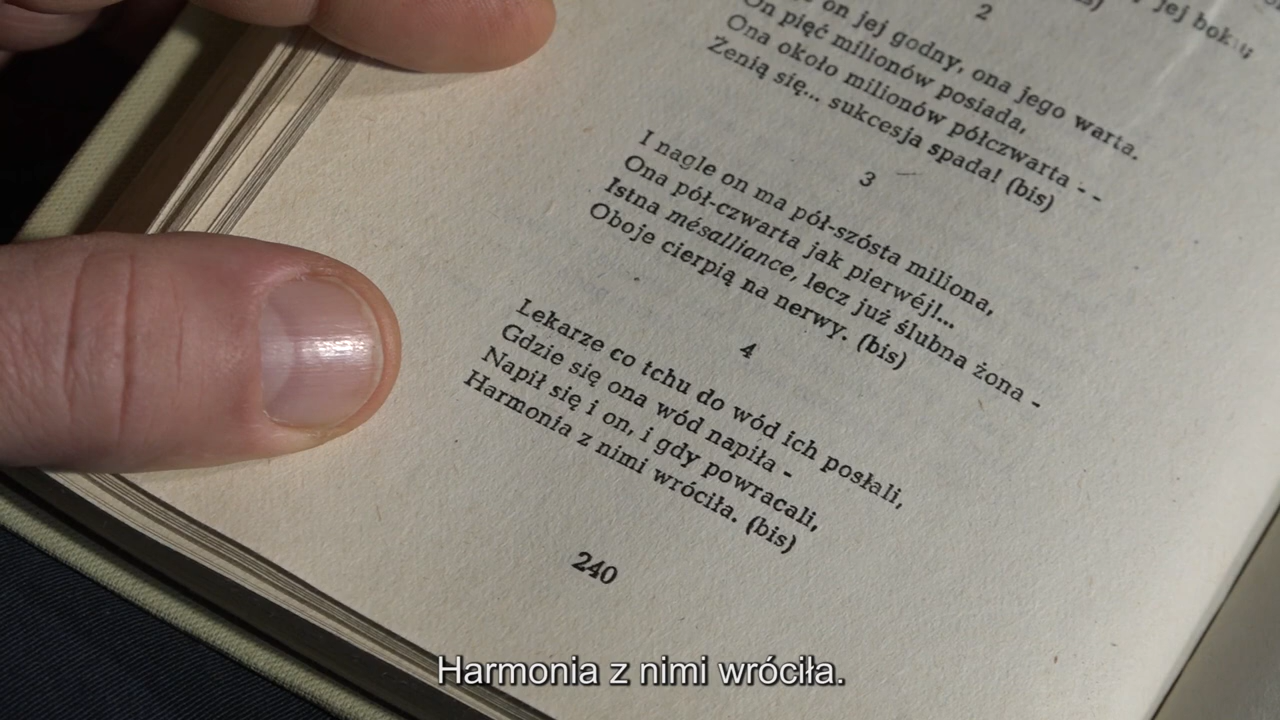 jej boku;
2
on jej godny, ona jego warta.
On pięć milionów posiada,
Ona około milionów półczwarta - -
Żenią się... sukcesja spada! (bis)
3
I nagle on ma pół-szósta miliona,
Ona pół-czwarta jak pierwéj!...
Istna mésalliance, lecz już ślubna żona -
Oboje cierpią na nerwy. (bis)
4
Lekarze co tchu do wód ich posłali,
Gdzie się ona wód napiła -
Napił się i on, i gdy powracali,
Harmonia z nimi wróciła. (bis)
240
Harmonia z nimi wróciła.